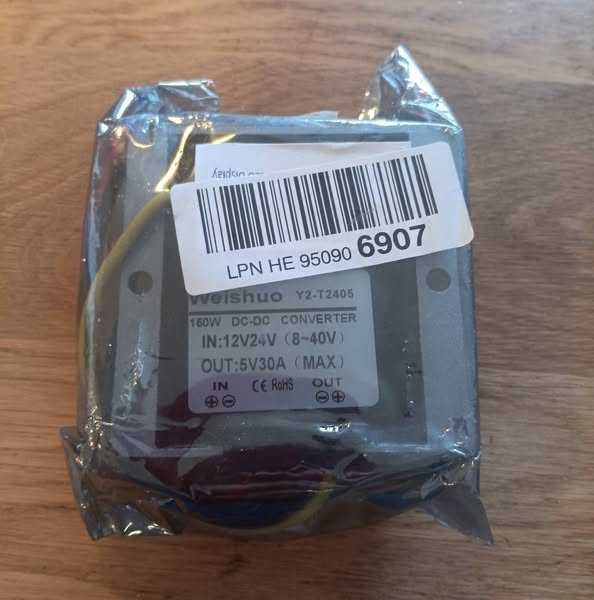 display
LPN HE 95090 6907
Weishuo Y2-T2405
150W DC-DC CONVERTER
IN:12V24V (8~40V)
OUT:5V30A (MAX)
IN CE RoHS OUT
⊕⊖ ⊖⊕